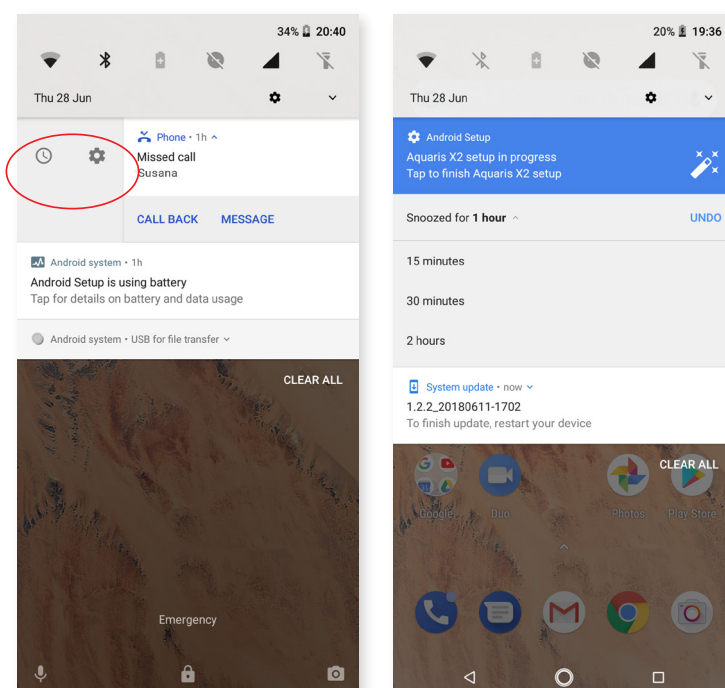 34% 20:40
Thu 28 Jun
Phone • 1h
Missed call
Susana
CALL BACK MESSAGE
Android system • 1h
Android Setup is using battery
Tap for details on battery and data usage
Android system • USB for file transfer
CLEAR ALL
Emergency
20% 19:36
Thu 28 Jun
Android Setup
Aquaris X2 setup in progress
Tap to finish Aquaris X2 setup
Snoozed for 1 hour UNDO
15 minutes
30 minutes
2 hours
System update • now
1.2.2_20180611-1702
To finish update, restart your device
CLEAR ALL
Google Duo Photos Play Store